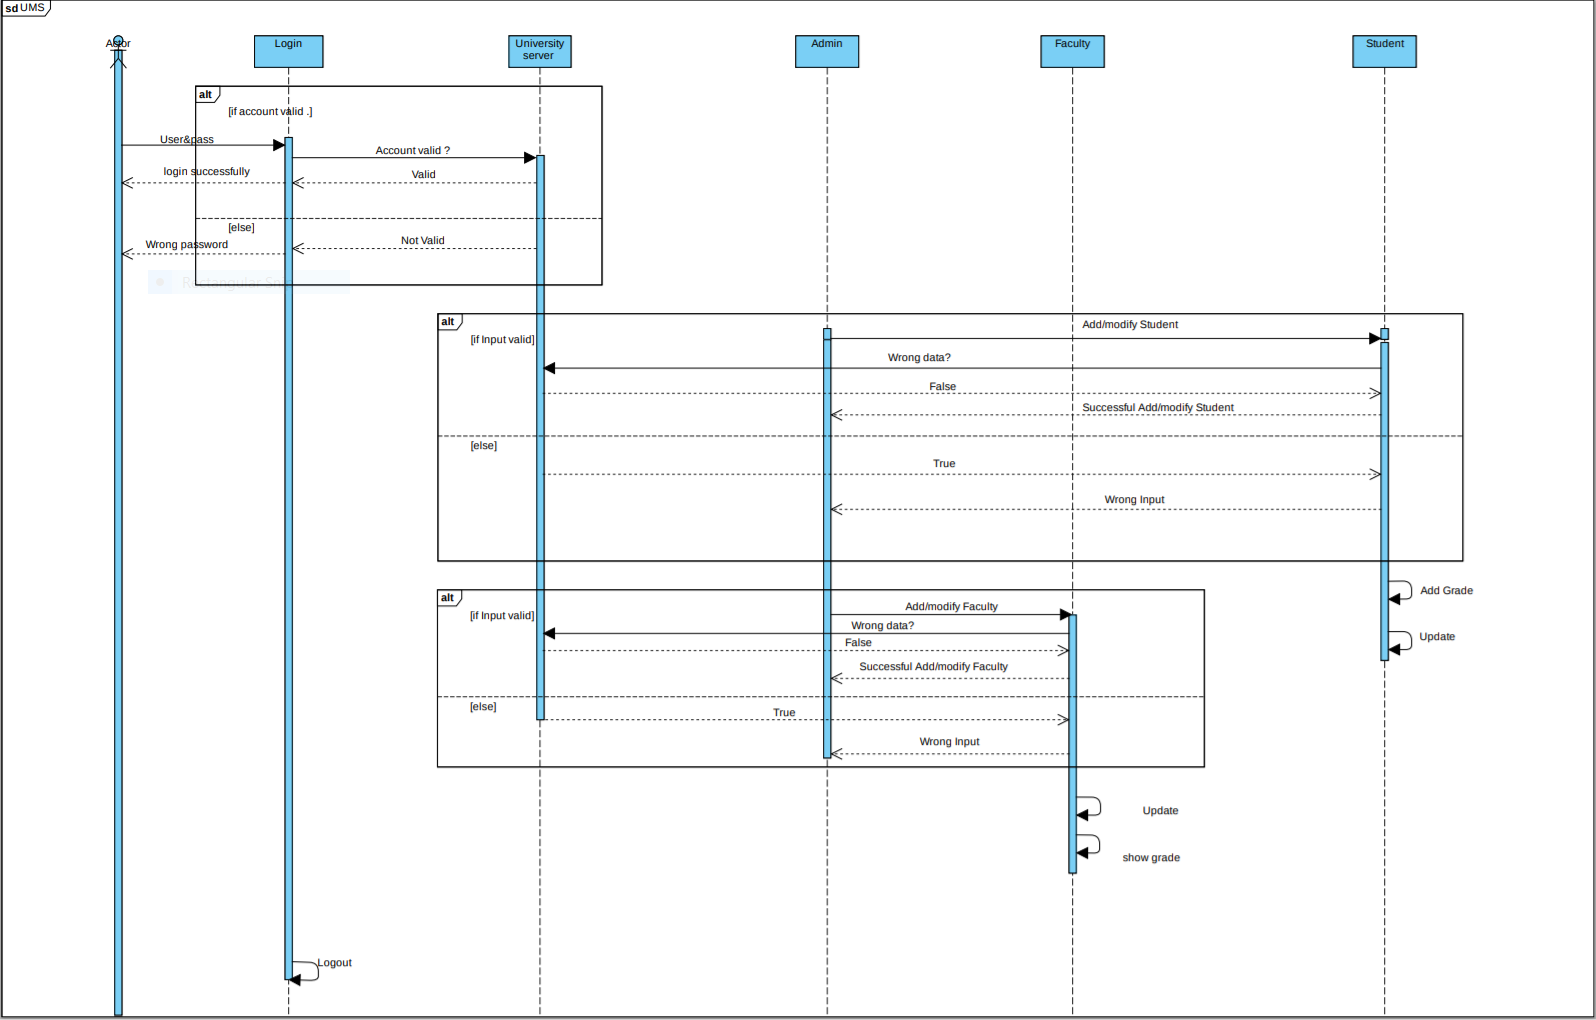 sd UMS
Actor
Login
University
server
Admin
Faculty
Student
alt
[if account valid .]
User&pass
Account valid ?
login successfully
Valid
[else]
Wrong password
Not Valid
alt
[if Input valid]
Add/modify Student
Wrong data?
False
Successful Add/modify Student
[else]
True
Wrong Input
Add Grade
Update
alt
[if Input valid]
Add/modify Faculty
Wrong data?
False
Successful Add/modify Faculty
[else]
True
Wrong Input
Update
show grade
Logout
Rectangular